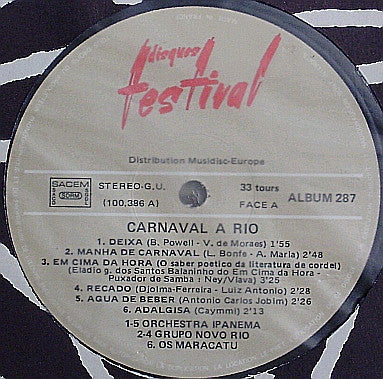 disques
festival
Distribution Musidisc-Europe
SACEM
SDRM
STEREO-G.U.
(100,386 A)
33 tours
FACE A
ALBUM 287
CARNAVAL A RIO
1. DEIXA (B. Powell - V. de Moraes) 1'55
2. MANHA DE CARNAVAL (L. Bonfe - A. Maria) 2'48
3. EM CIMA DA HORA (O saber poetico da literatura de cordel)
(Eladio g. dos Santos Balaninho do Em Cima da Hora -
Puxador de Samba : Ney/Vlava) 3'25
4. RECADO (Djolma-Ferreira - Luiz Antonio) 2'28
5. AGUA DE BEBER (Antonio Carlos Jobim) 2'26
6. ADALGISA (Caymmi) 2'13
1-5 ORCHESTRA IPANEMA
2-4 GRUPO NOVO RIO
6. OS MARACATU